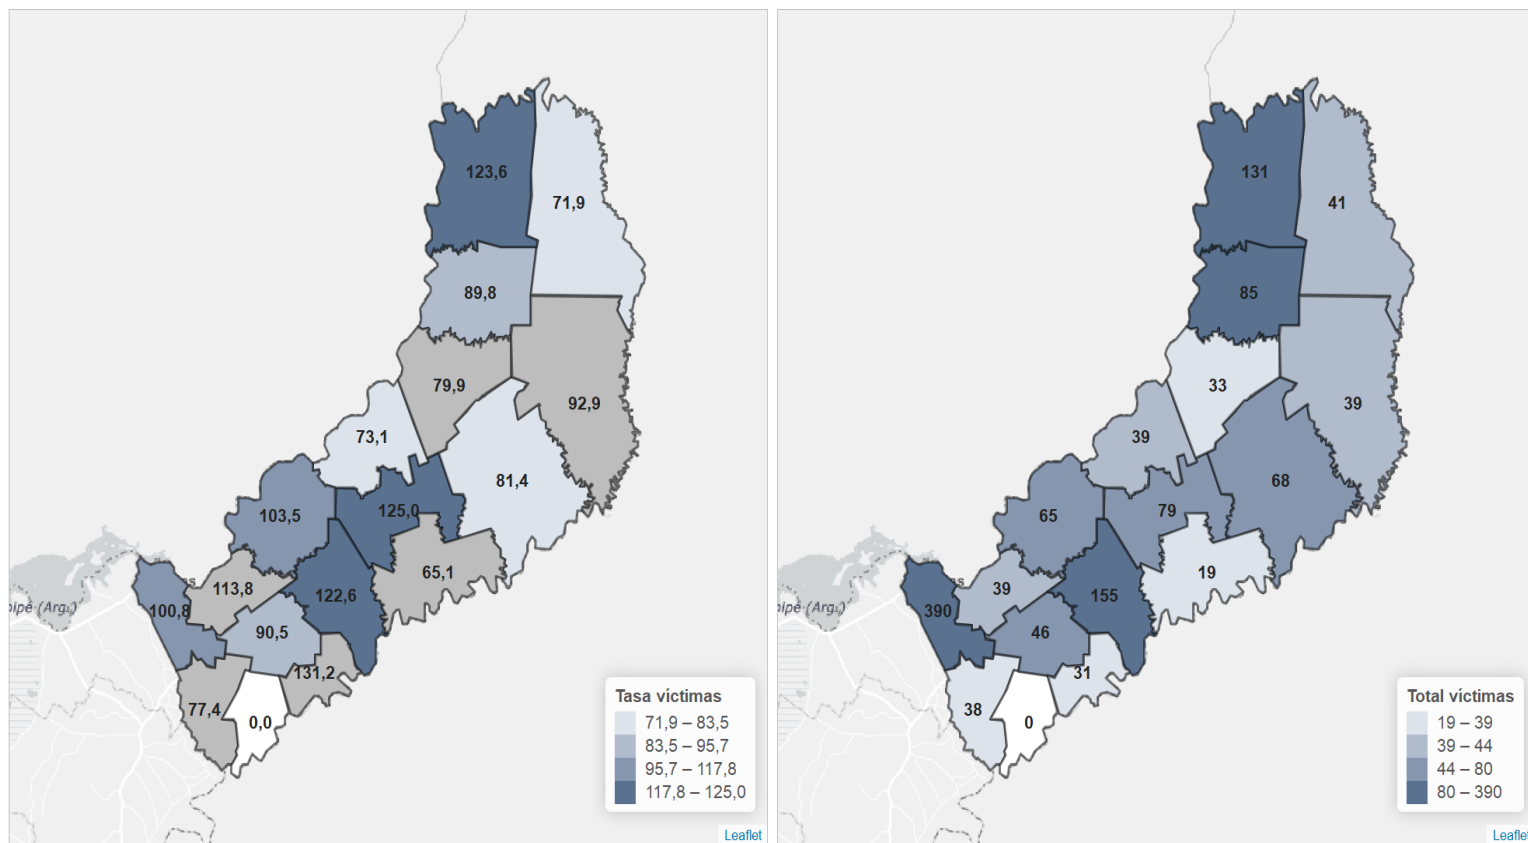 123,6
71,9
89,8
79,9
92,9
73,1
81,4
103,5
125,0
65,1
113,8
122,6
100,8
90,5
131,2
77,4
0,0
(Arg.)
Tasa víctimas
71,9 – 83,5
83,5 – 95,7
95,7 – 117,8
117,8 – 125,0
Leaflet
131
41
85
33
39
39
68
65
79
19
39
155
390
46
31
38
0
(Arg.)
Total víctimas
19 – 39
39 – 44
44 – 80
80 – 390
Leaflet